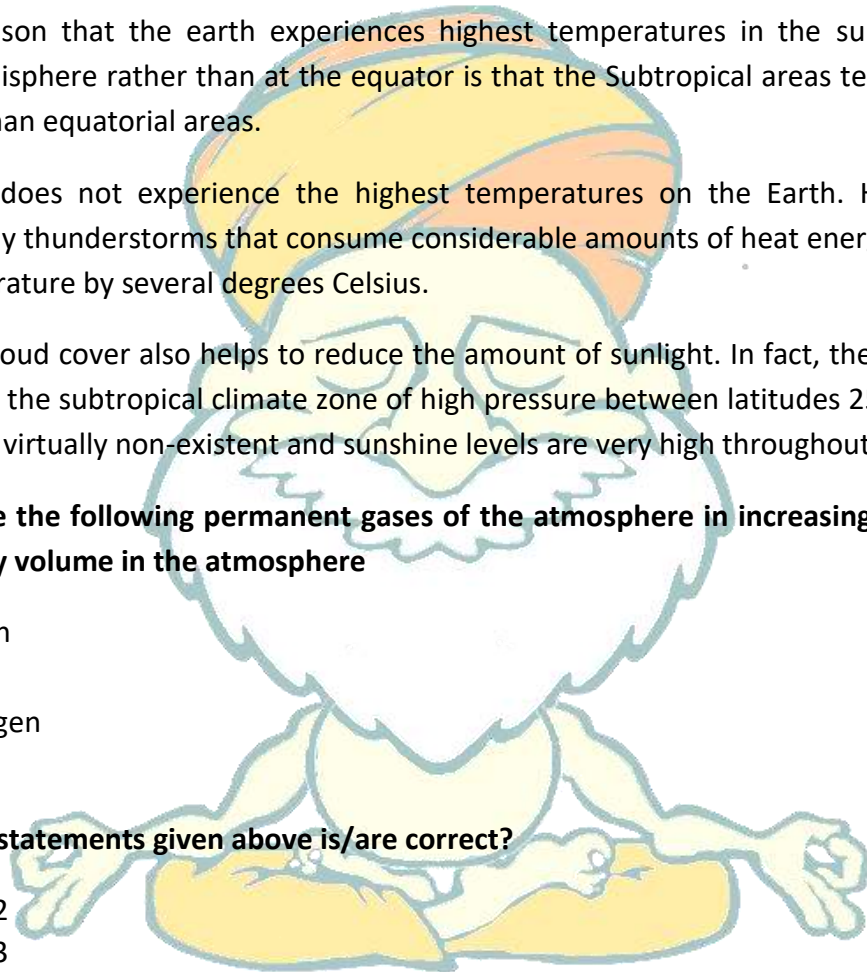 son that the earth experiences highest temperatures in the su
isphere rather than at the equator is that the Subtropical areas te
an equatorial areas.
does not experience the highest temperatures on the Earth. H
y thunderstorms that consume considerable amounts of heat ener
rature by several degrees Celsius.
oud cover also helps to reduce the amount of sunlight. In fact, the
the subtropical climate zone of high pressure between latitudes 2
virtually non-existent and sunshine levels are very high throughout
e the following permanent gases of the atmosphere in increasing
y volume in the atmosphere
n
gen
statements given above is/are correct?
2
3